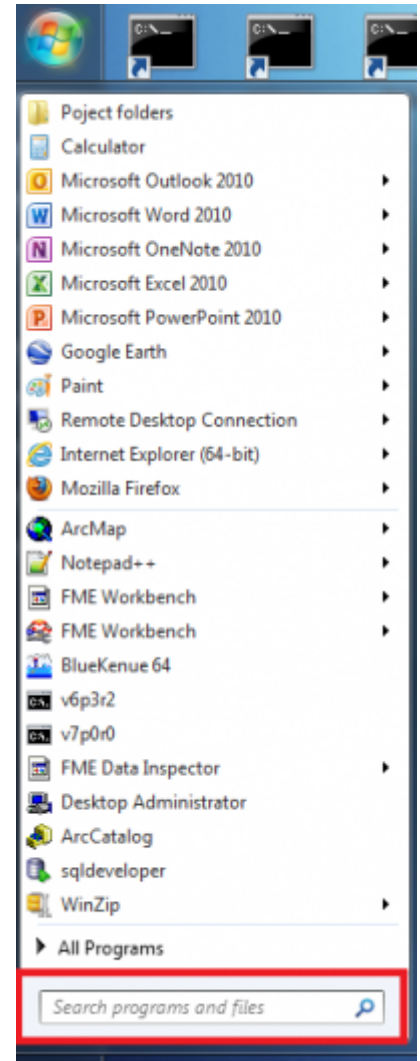 C:\_
C:\_
C:\_
Poject folders
Calculator
Microsoft Outlook 2010
Microsoft Word 2010
Microsoft OneNote 2010
Microsoft Excel 2010
Microsoft PowerPoint 2010
Google Earth
Paint
Remote Desktop Connection
Internet Explorer (64-bit)
Mozilla Firefox
ArcMap
Notepad++
FME Workbench
FME Workbench
BlueKenue 64
v6p3r2
v7p0r0
FME Data Inspector
Desktop Administrator
ArcCatalog
sqldeveloper
WinZip
All Programs
Search programs and files